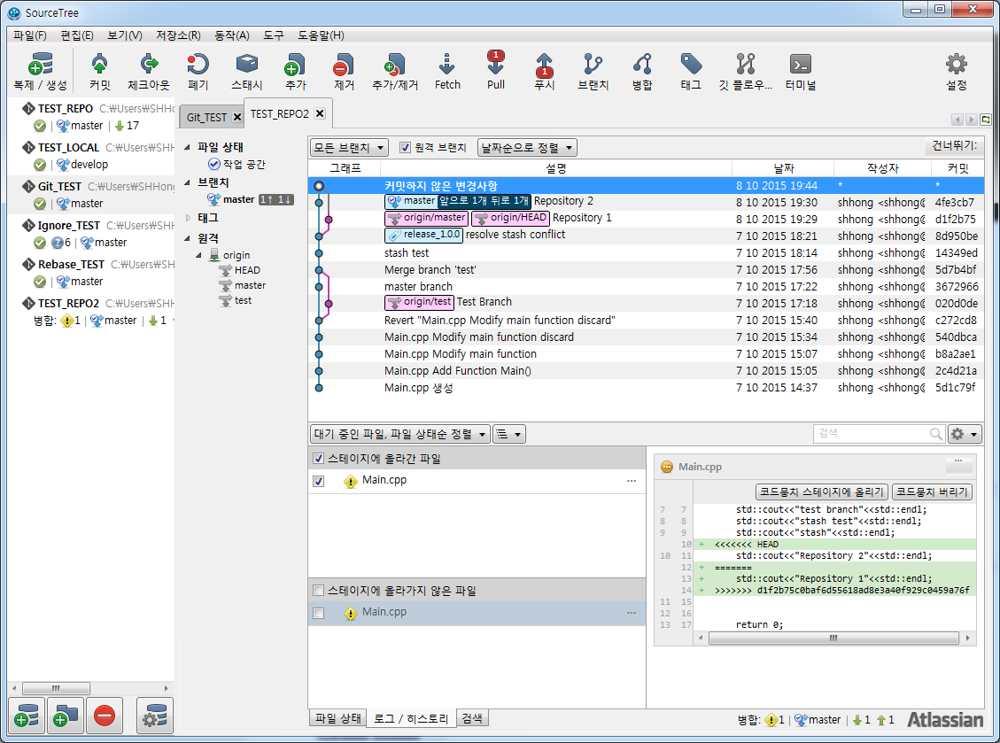 SourceTree
파일(F) 편집(E) 보기(V) 저장소(R) 동작(A) 도구 도움말(H)
복제 / 생성 커밋 체크아웃 폐기 스태시 추가 제거 추가/제거 Fetch Pull 푸시 브랜치 병합 태그 깃 플로우... 터미널 설정
1 1
TEST_REPO C:₩Users₩SHHo
master 17
TEST_LOCAL C:₩Users₩SHH
develop
Git_TEST C:₩Users₩SHHong
master
Ignore_TEST C:₩Users₩SHH
6 master
Rebase_TEST C:₩Users₩SH
master
TEST_REPO2 C:₩Users₩SHH
병합: 1 master 1
Git_TEST TEST_REPO2
파일 상태
작업 공간
브랜치
master 1↑ 1↓
태그
원격
origin
HEAD
master
test
모든 브랜치 원격 브랜치 날짜순으로 정렬 건너뛰기:
그래프 설명 날짜 작성자 커밋
커밋하지 않은 변경사항 8 10 2015 19:44 * *
master 앞으로 1개 뒤로 1개 Repository 2 8 10 2015 19:30 shhong <shhong@ 4fe3cb7
origin/master origin/HEAD Repository 1 8 10 2015 19:29 shhong <shhong@ d1f2b75
release_1.0.0 resolve stash conflict 7 10 2015 18:21 shhong <shhong@ 8d950be
stash test 7 10 2015 18:14 shhong <shhong@ 14349ed
Merge branch 'test' 7 10 2015 17:56 shhong <shhong@ 5d7b4bf
master branch 7 10 2015 17:22 shhong <shhong@ 3672966
origin/test Test Branch 7 10 2015 17:18 shhong <shhong@ 020d0de
Revert "Main.cpp Modify main function discard" 7 10 2015 15:40 shhong <shhong@ c272cd8
Main.cpp Modify main function discard 7 10 2015 15:34 shhong <shhong@ 540dbca
Main.cpp Modify main function 7 10 2015 15:07 shhong <shhong@ b8a2ae1
Main.cpp Add Function Main() 7 10 2015 15:05 shhong <shhong@ 2c4d21a
Main.cpp 생성 7 10 2015 14:37 shhong <shhong@ 5d1c79f
대기 중인 파일, 파일 상태순 정렬 검색
스테이지에 올라간 파일
Main.cpp ...
스테이지에 올라가지 않은 파일
Main.cpp ...
Main.cpp ...
코드뭉치 스테이지에 올리기 코드뭉치 버리기
7 7 std::cout<<"test branch"<<std::endl;
8 8 std::cout<<"stash test"<<std::endl;
9 9 std::cout<<"stash"<<std::endl;
10 + <<<<<<< HEAD
10 11 std::cout<<"Repository 2"<<std::endl;
12 + =======
13 + std::cout<<"Repository 1"<<std::endl;
14 + >>>>>>> d1f2b75c0baf6d55618ad8e3a40f929c0459a76f
11 15
12 16
13 17 return 0;
파일 상태 로그 / 히스토리 검색
병합: 1 master 1 1 Atlassian